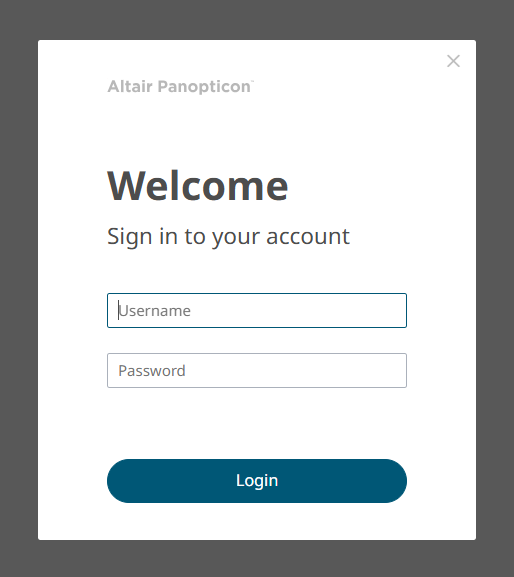 Altair Panopticon™
Welcome
Sign in to your account
Username
Password
Login